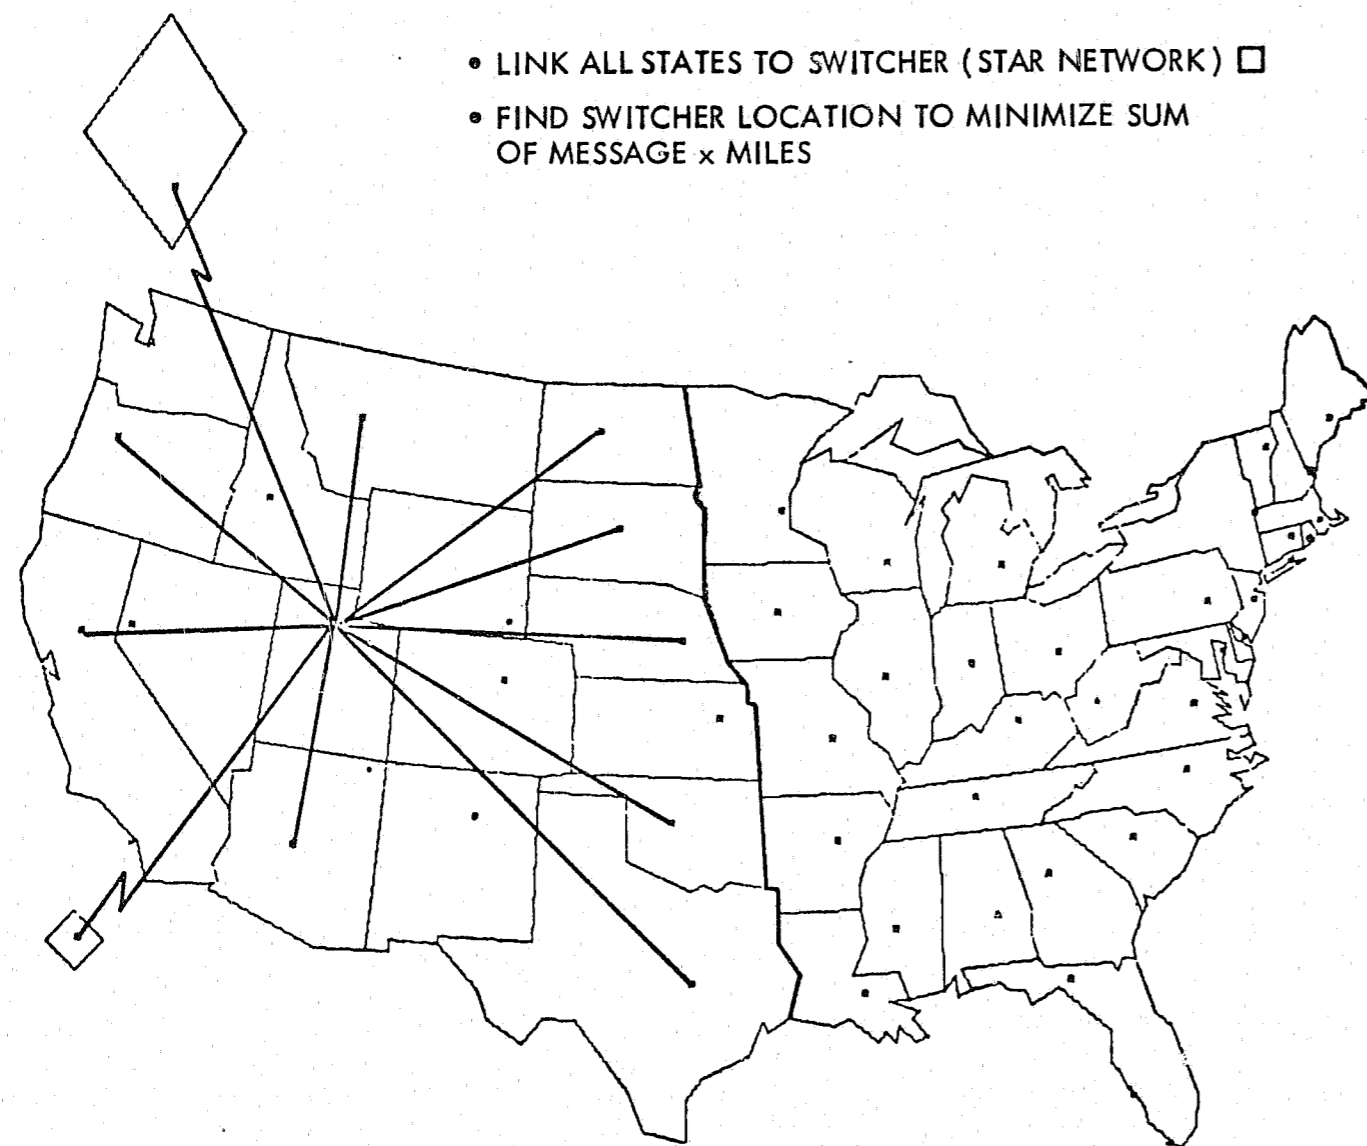 • LINK ALL STATES TO SWITCHER (STAR NETWORK) □
• FIND SWITCHER LOCATION TO MINIMIZE SUM
OF MESSAGE x MILES